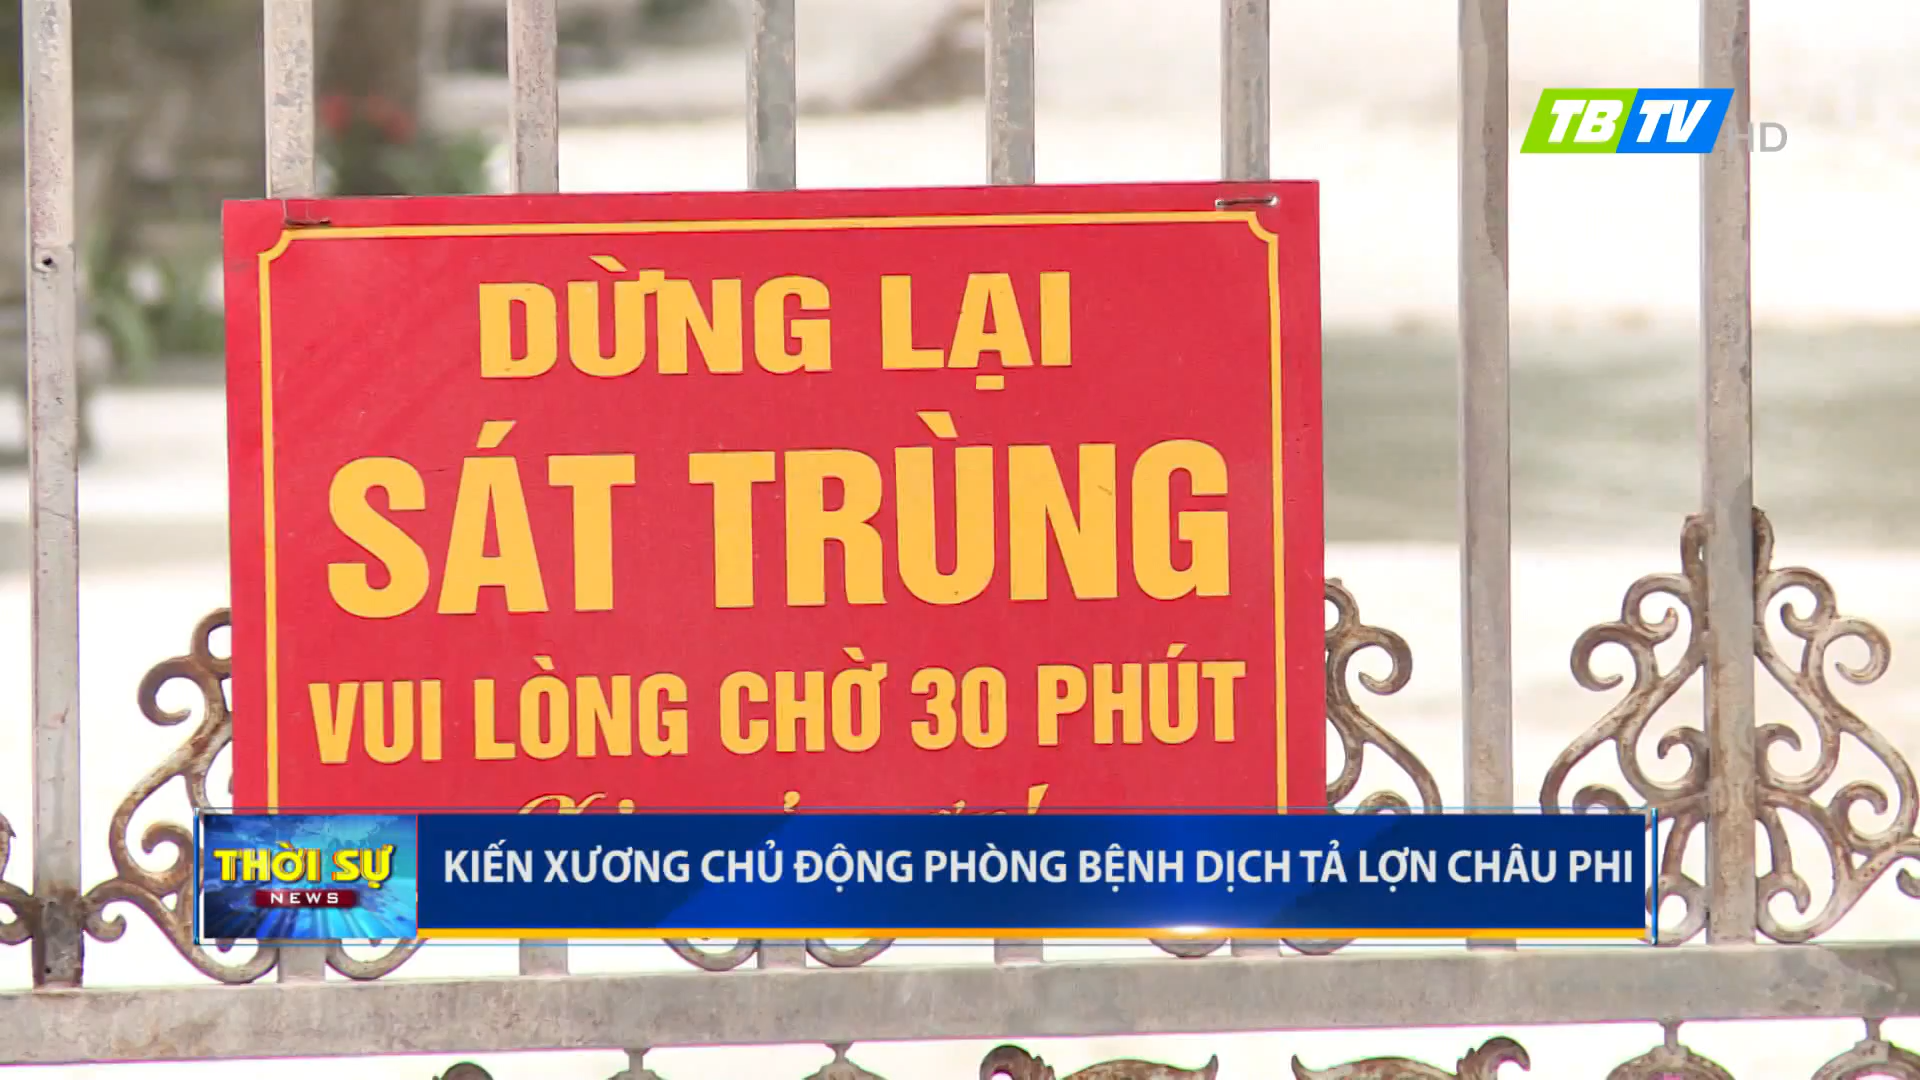 TBTV HD
DỪNG LẠI
SÁT TRÙNG
VUI LÒNG CHỜ 30 PHÚT
THỜI SỰ
NEWS
KIẾN XƯƠNG CHỦ ĐỘNG PHÒNG BỆNH DỊCH TẢ LỢN CHÂU PHI